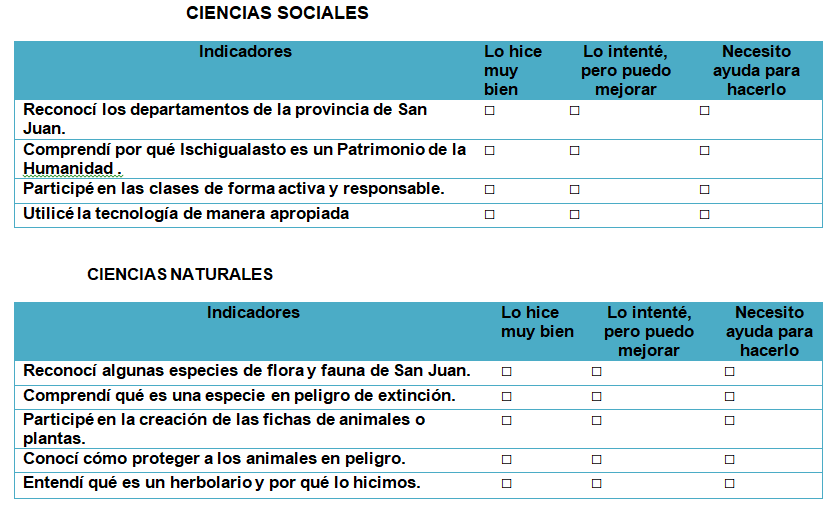 CIENCIAS SOCIALES
Indicadores
Lo hice
muy
bien
Lo intenté,
pero puedo
mejorar
Necesito
ayuda para
hacerlo
Reconocí los departamentos de la provincia de San
Juan.
☐ ☐ ☐
Comprendí por qué Ischigualasto es un Patrimonio de la
Humanidad .
☐ ☐ ☐
Participé en las clases de forma activa y responsable.
☐ ☐ ☐
Utilicé la tecnología de manera apropiada
☐ ☐ ☐
CIENCIAS NATURALES
Indicadores
Lo hice
muy bien
Lo intenté,
pero puedo
mejorar
Necesito
ayuda para
hacerlo
Reconocí algunas especies de flora y fauna de San Juan.
☐ ☐ ☐
Comprendí qué es una especie en peligro de extinción.
☐ ☐ ☐
Participé en la creación de las fichas de animales o
plantas.
☐ ☐ ☐
Conocí cómo proteger a los animales en peligro.
☐ ☐ ☐
Entendí qué es un herbolario y por qué lo hicimos.
☐ ☐ ☐